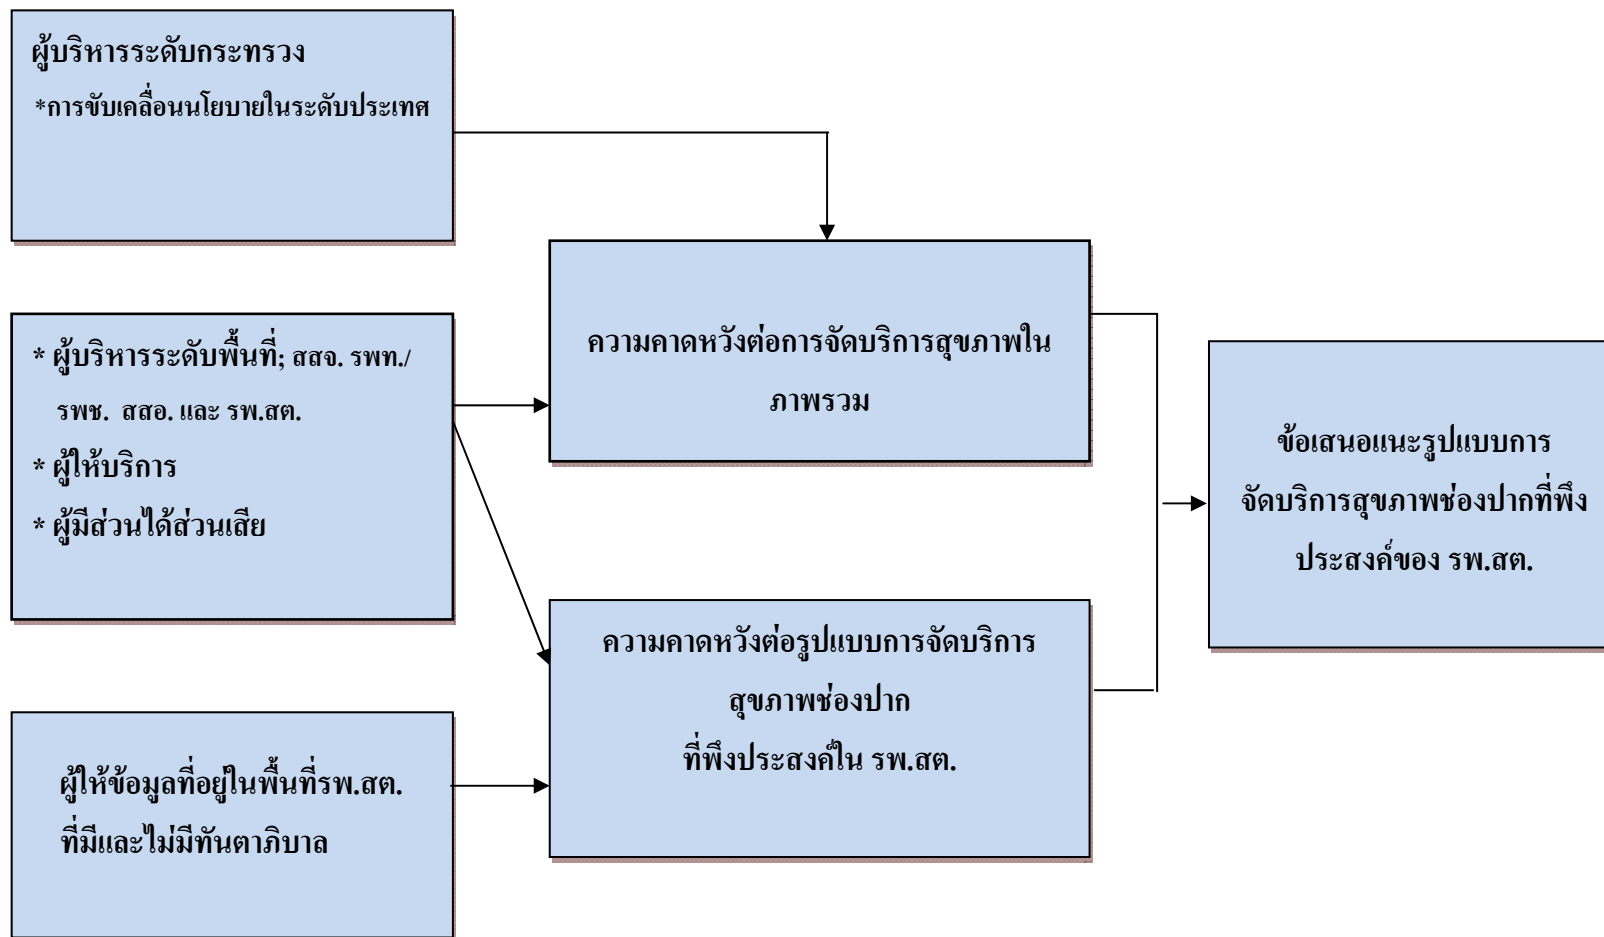 ผู้บริหารระดับกระทรวง
*การขับเคลื่อนนโยบายในระดับประเทศ
* ผู้บริหารระดับพื้นที่; สสจ. รพท./
รพช. สสอ. และ รพ.สต.
* ผู้ให้บริการ
* ผู้มีส่วนได้ส่วนเสีย
ผู้ให้ข้อมูลที่อยู่ในพื้นที่รพ.สต.
ที่มีและไม่มีทันตาภิบาล
ความคาดหวังต่อการจัดบริการสุขภาพใน
ภาพรวม
ความคาดหวังต่อรูปแบบการจัดบริการ
สุขภาพช่องปาก
ที่พึงประสงค์ใน รพ.สต.
ข้อเสนอแนะรูปแบบการ
จัดบริการสุขภาพช่องปากที่พึง
ประสงค์ของ รพ.สต.